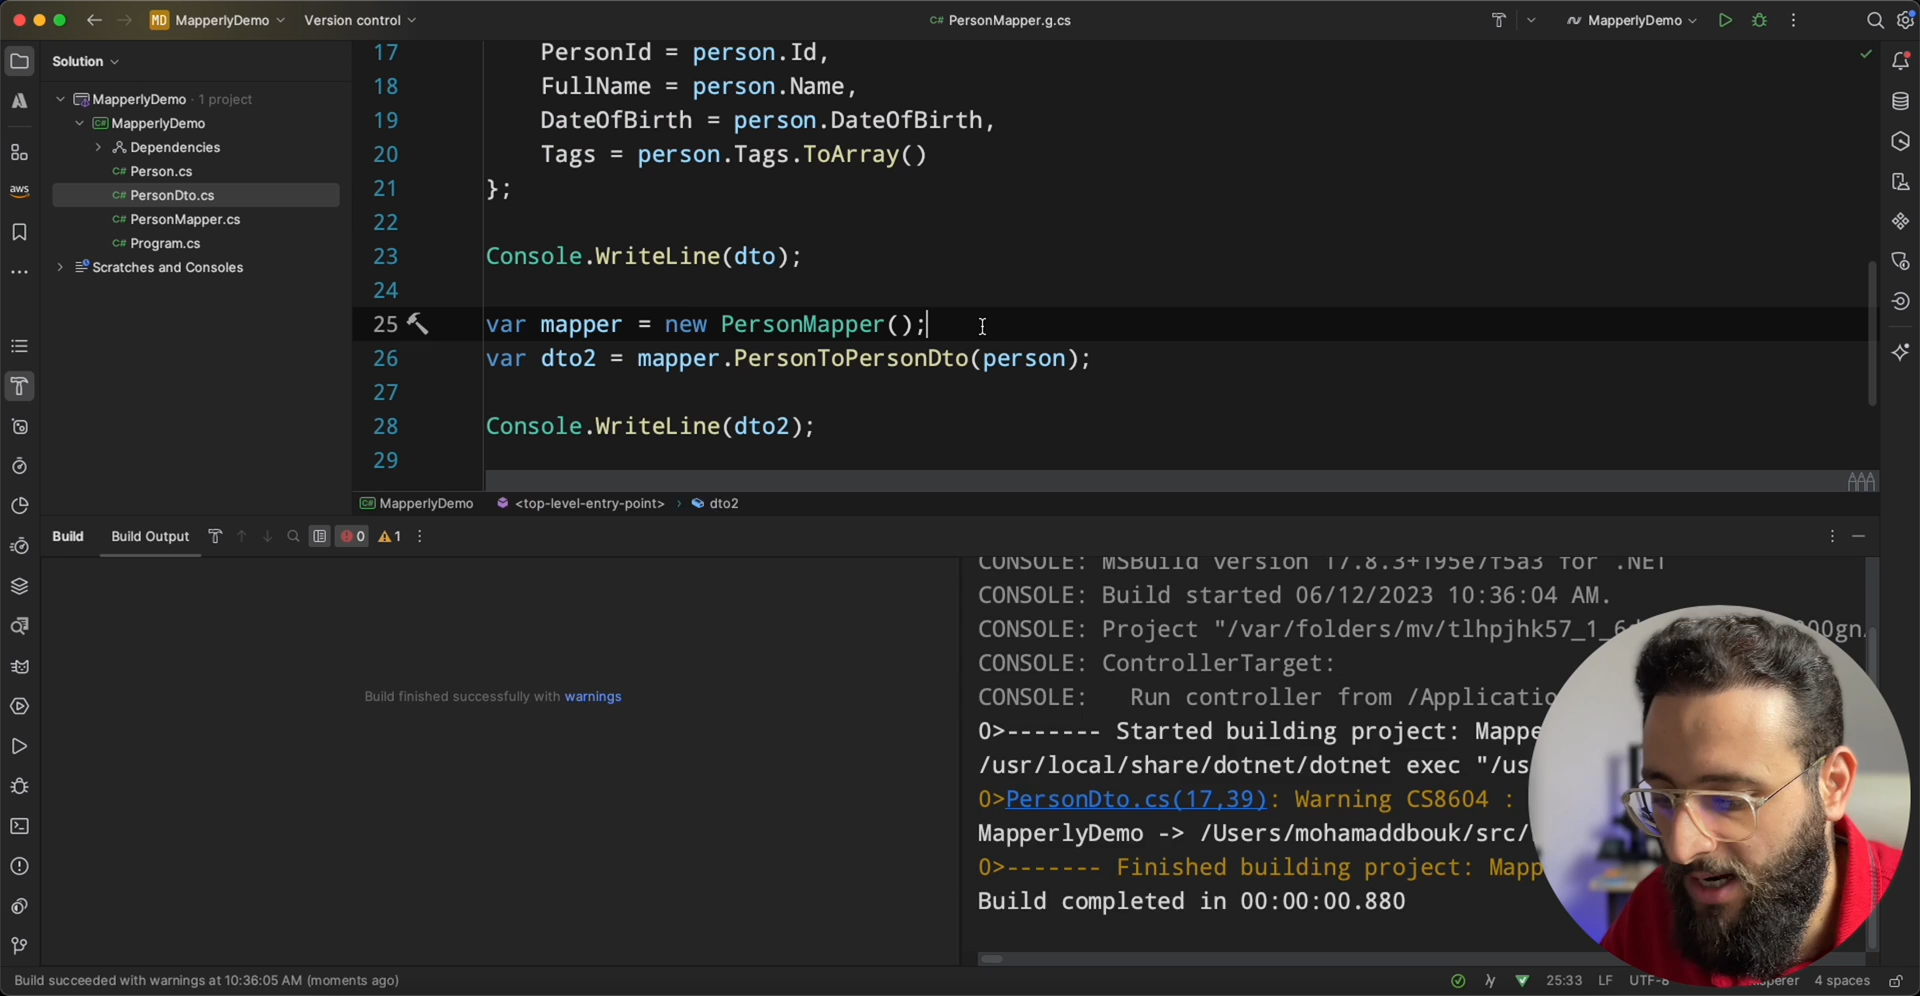 MD MapperlyDemo
Version control
C# PersonMapper.g.cs
MapperlyDemo
Solution
MapperlyDemo · 1 project
C# MapperlyDemo
Dependencies
C# Person.cs
C# PersonDto.cs
C# PersonMapper.cs
C# Program.cs
Scratches and Consoles
aws
17 PersonId = person.Id,
18 FullName = person.Name,
19 DateOfBirth = person.DateOfBirth,
20 Tags = person.Tags.ToArray()
21 };
22
23 Console.WriteLine(dto);
24
25 var mapper = new PersonMapper();
26 var dto2 = mapper.PersonToPersonDto(person);
27
28 Console.WriteLine(dto2);
29
C# MapperlyDemo <top-level-entry-point> › dto2
Build Build Output 0 1
Build finished successfully with warnings
CONSOLE: MSBuild version 17.8.3+195e7f5a3 for .NET
CONSOLE: Build started 06/12/2023 10:36:04 AM.
CONSOLE: Project "/var/folders/mv/tlhpjhk57_1_6
CONSOLE: ControllerTarget:
CONSOLE: Run controller from /Applicatio
0>------- Started building project: Mappe
/usr/local/share/dotnet/dotnet exec "/us
0>PersonDto.cs(17,39): Warning CS8604 :
MapperlyDemo -> /Users/mohamaddbouk/src/
0>------- Finished building project: Mapp
Build completed in 00:00:00.880
Build succeeded with warnings at 10:36:05 AM (moments ago)
25:33 LF UTF-8 4 spaces